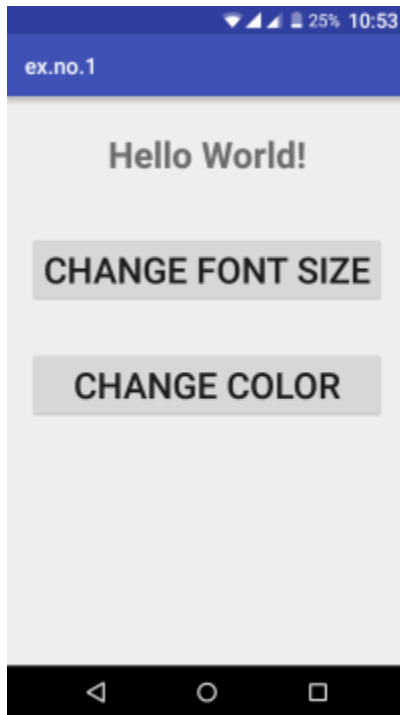 25% 10:53
ex.no.1
Hello World!
CHANGE FONT SIZE
CHANGE COLOR